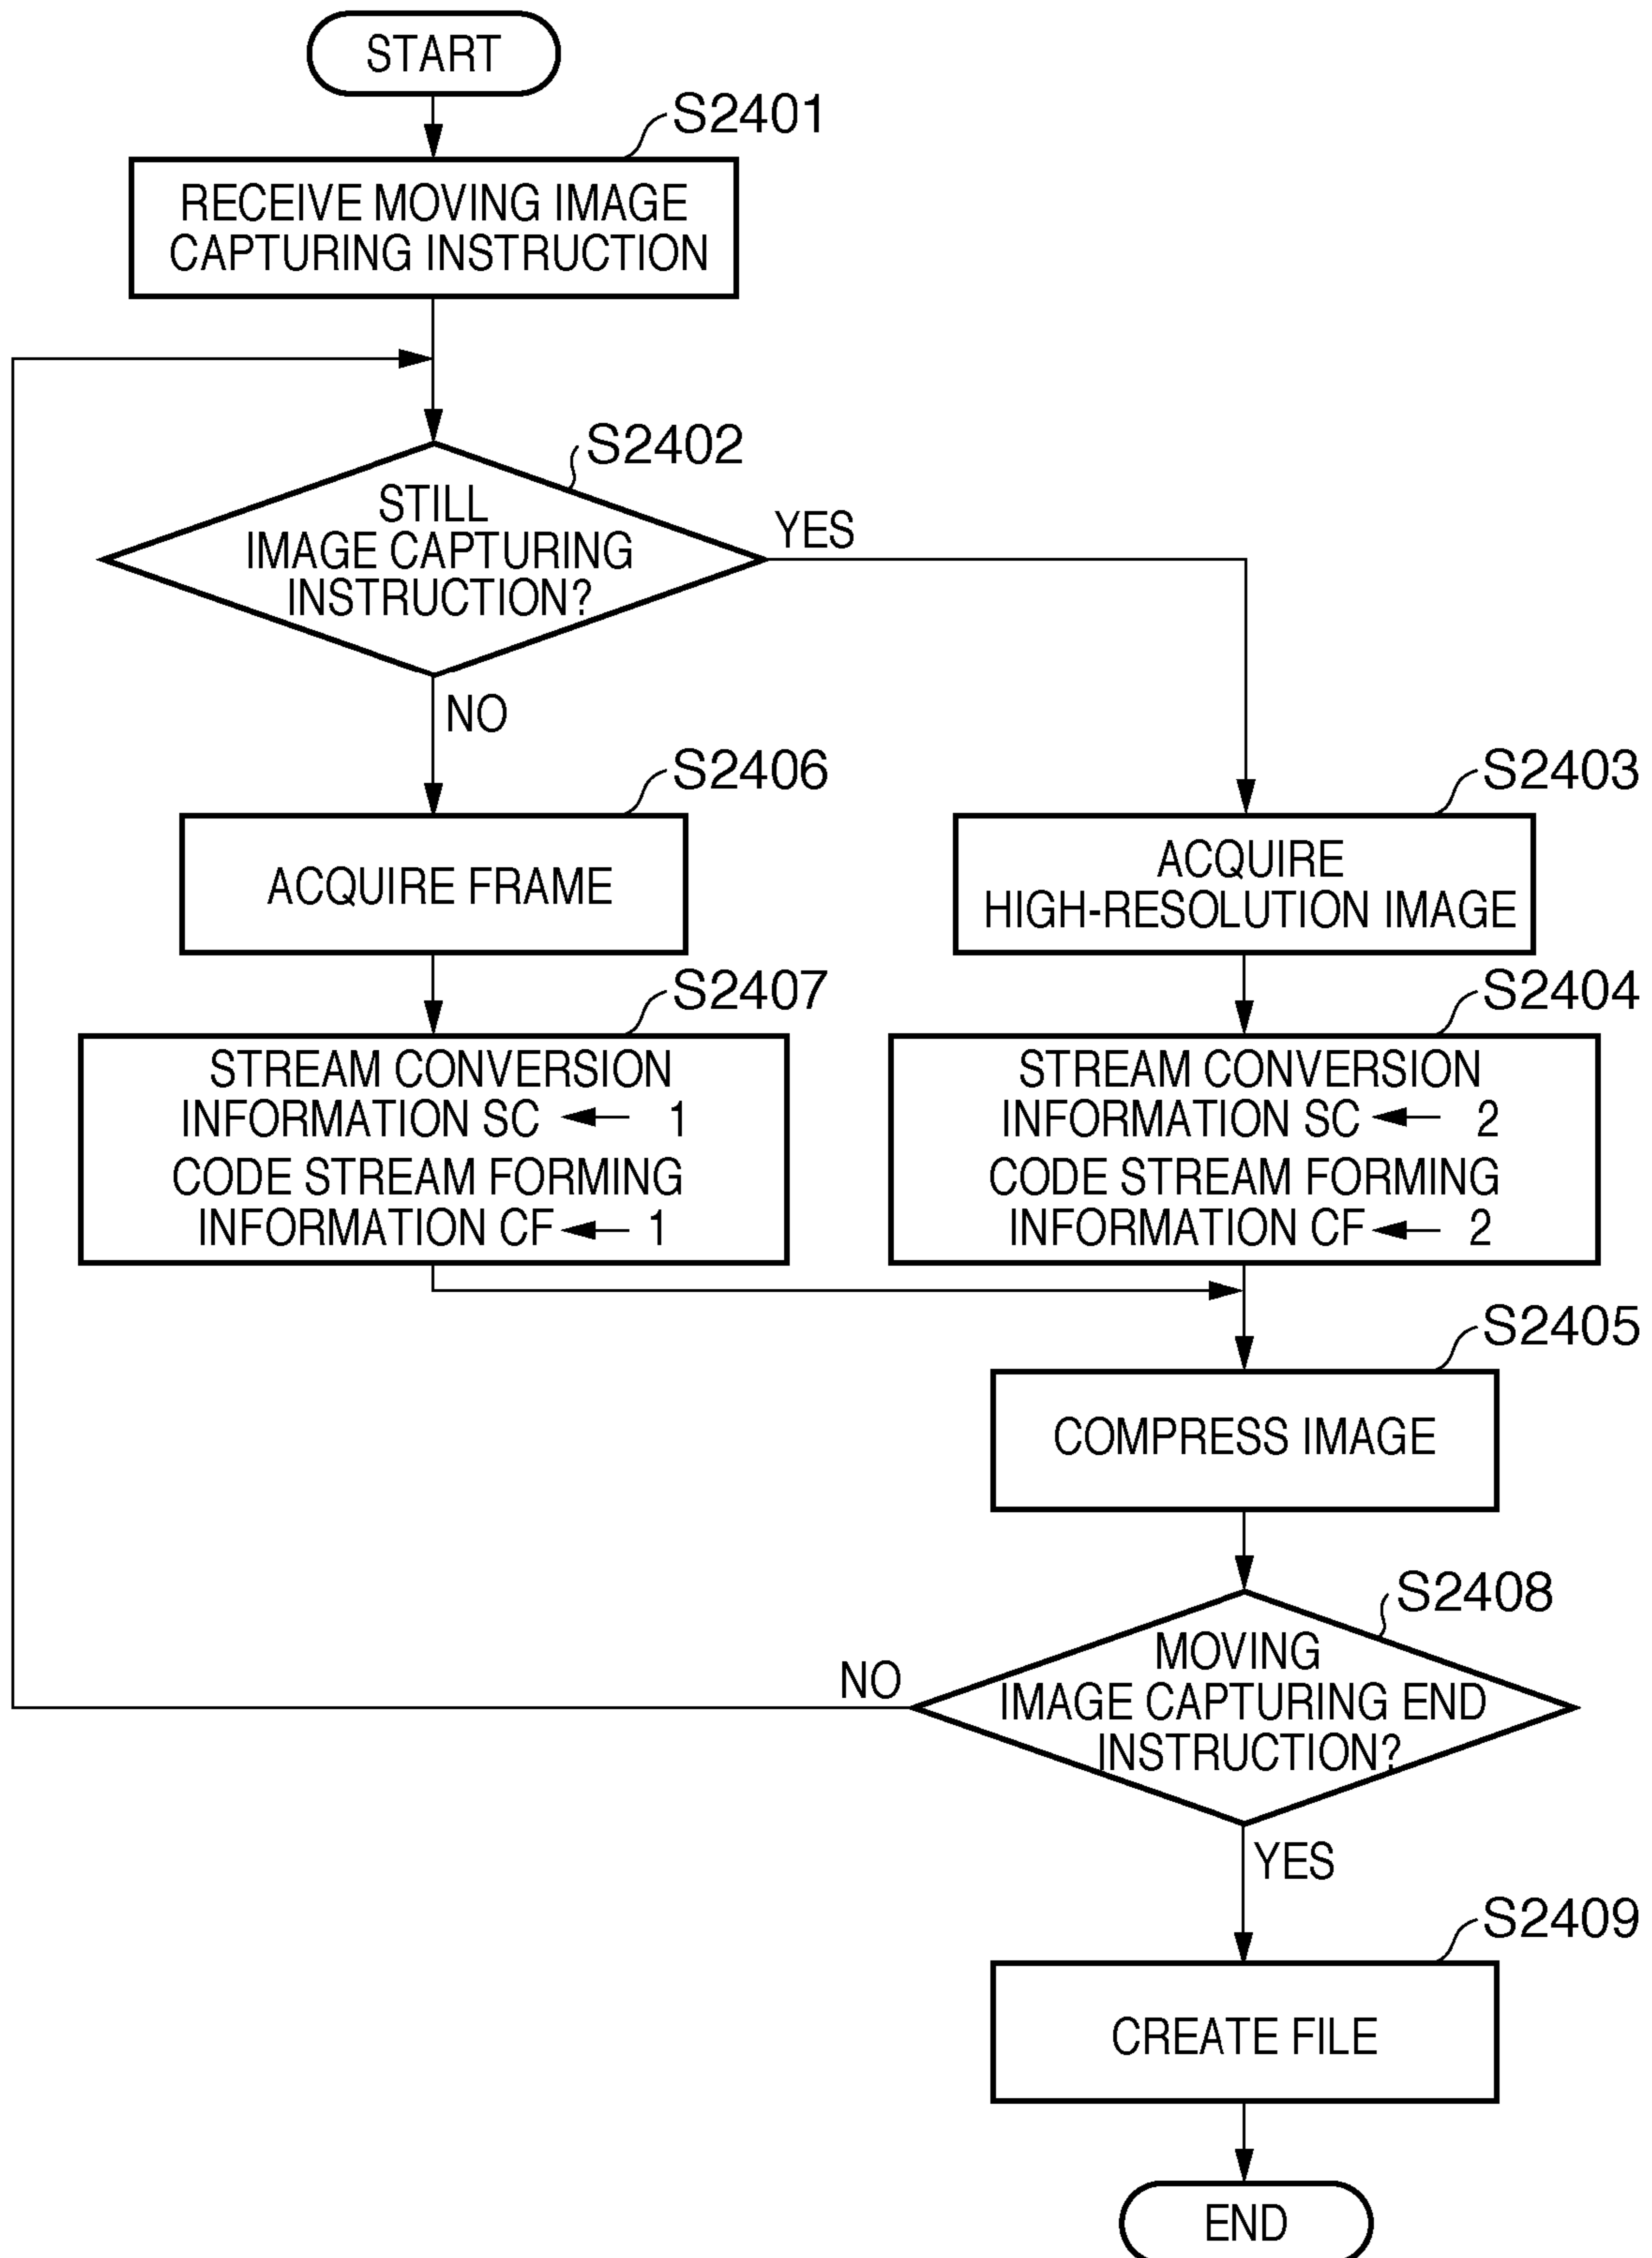 START
S2401
RECEIVE MOVING IMAGE
CAPTURING INSTRUCTION
S2402
STILL
IMAGE CAPTURING
INSTRUCTION?
YES
NO
S2406
ACQUIRE FRAME
S2403
ACQUIRE
HIGH-RESOLUTION IMAGE
S2407
STREAM CONVERSION
INFORMATION SC ← 1
CODE STREAM FORMING
INFORMATION CF ← 1
S2404
STREAM CONVERSION
INFORMATION SC ← 2
CODE STREAM FORMING
INFORMATION CF ← 2
S2405
COMPRESS IMAGE
S2408
MOVING
IMAGE CAPTURING END
INSTRUCTION?
NO
YES
S2409
CREATE FILE
END